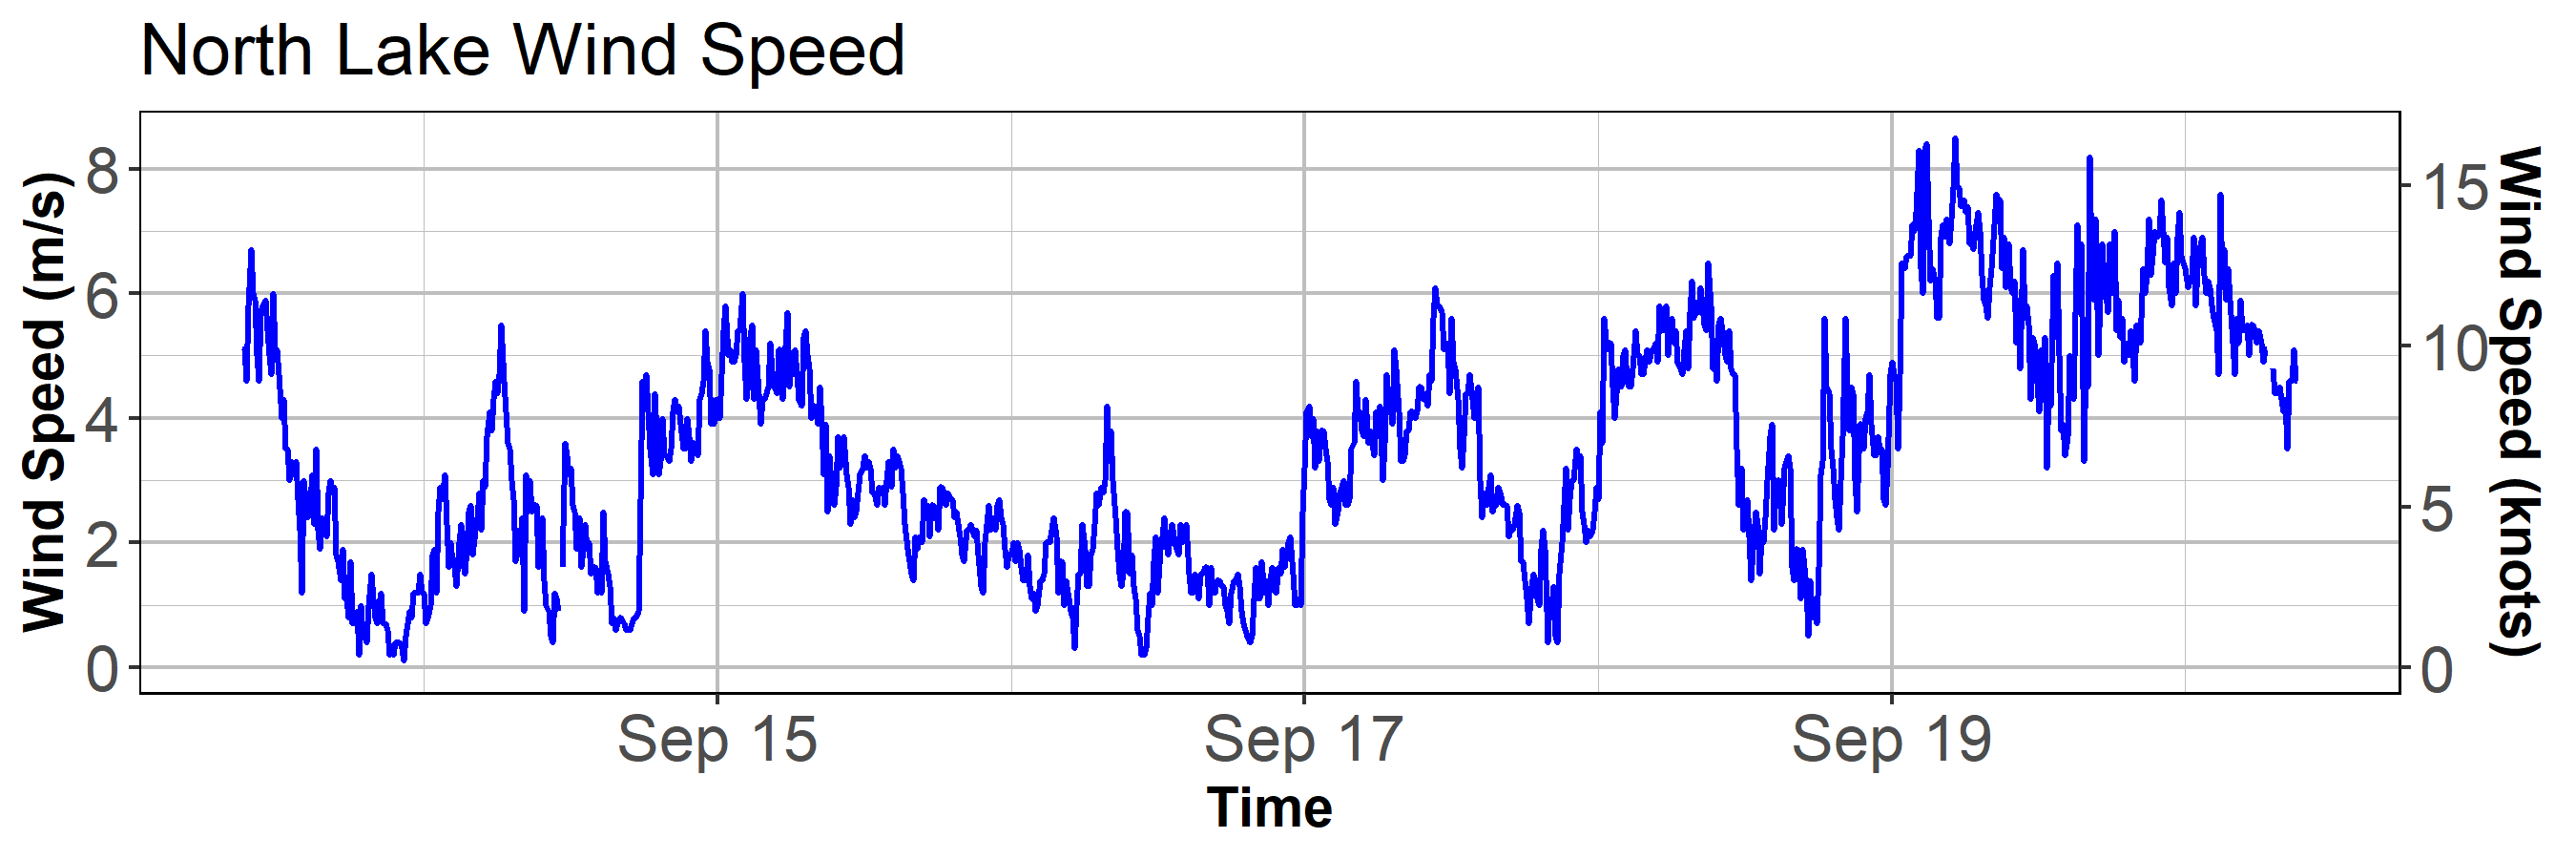 North Lake Wind Speed
Wind Speed (m/s)
8
6
4
2
0
15
10
5
0
Wind Speed (knots)
Sep 15
Sep 17
Sep 19
Time